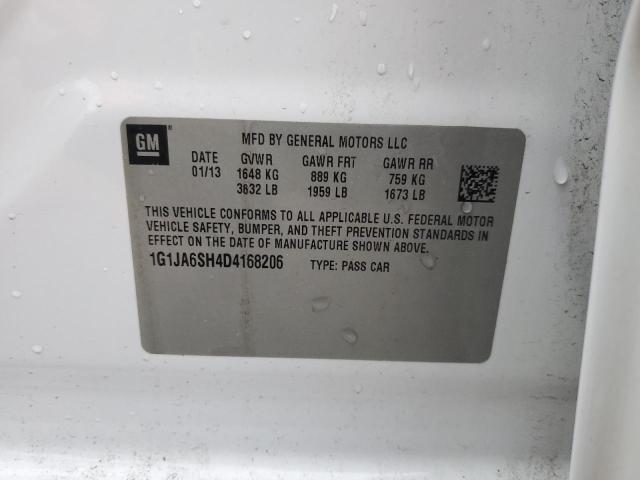 GM ®
MFD BY GENERAL MOTORS LLC
DATE GVWR GAWR FRT GAWR RR
01/13 1648 KG 889 KG 759 KG
3632 LB 1959 LB 1673 LB
THIS VEHICLE CONFORMS TO ALL APPLICABLE U.S. FEDERAL MOTOR
VEHICLE SAFETY, BUMPER, AND THEFT PREVENTION STANDARDS IN
EFFECT ON THE DATE OF MANUFACTURE SHOWN ABOVE.
1G1JA6SH4D4168206 TYPE: PASS CAR